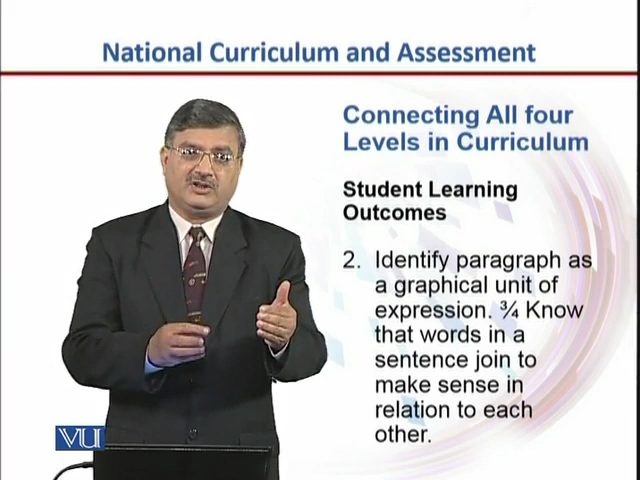 National Curriculum and Assessment
Connecting All four
Levels in Curriculum
Student Learning
Outcomes
2. Identify paragraph as
a graphical unit of
expression. ¾ Know
that words in a
sentence join to
make sense in
relation to each
other.
VU